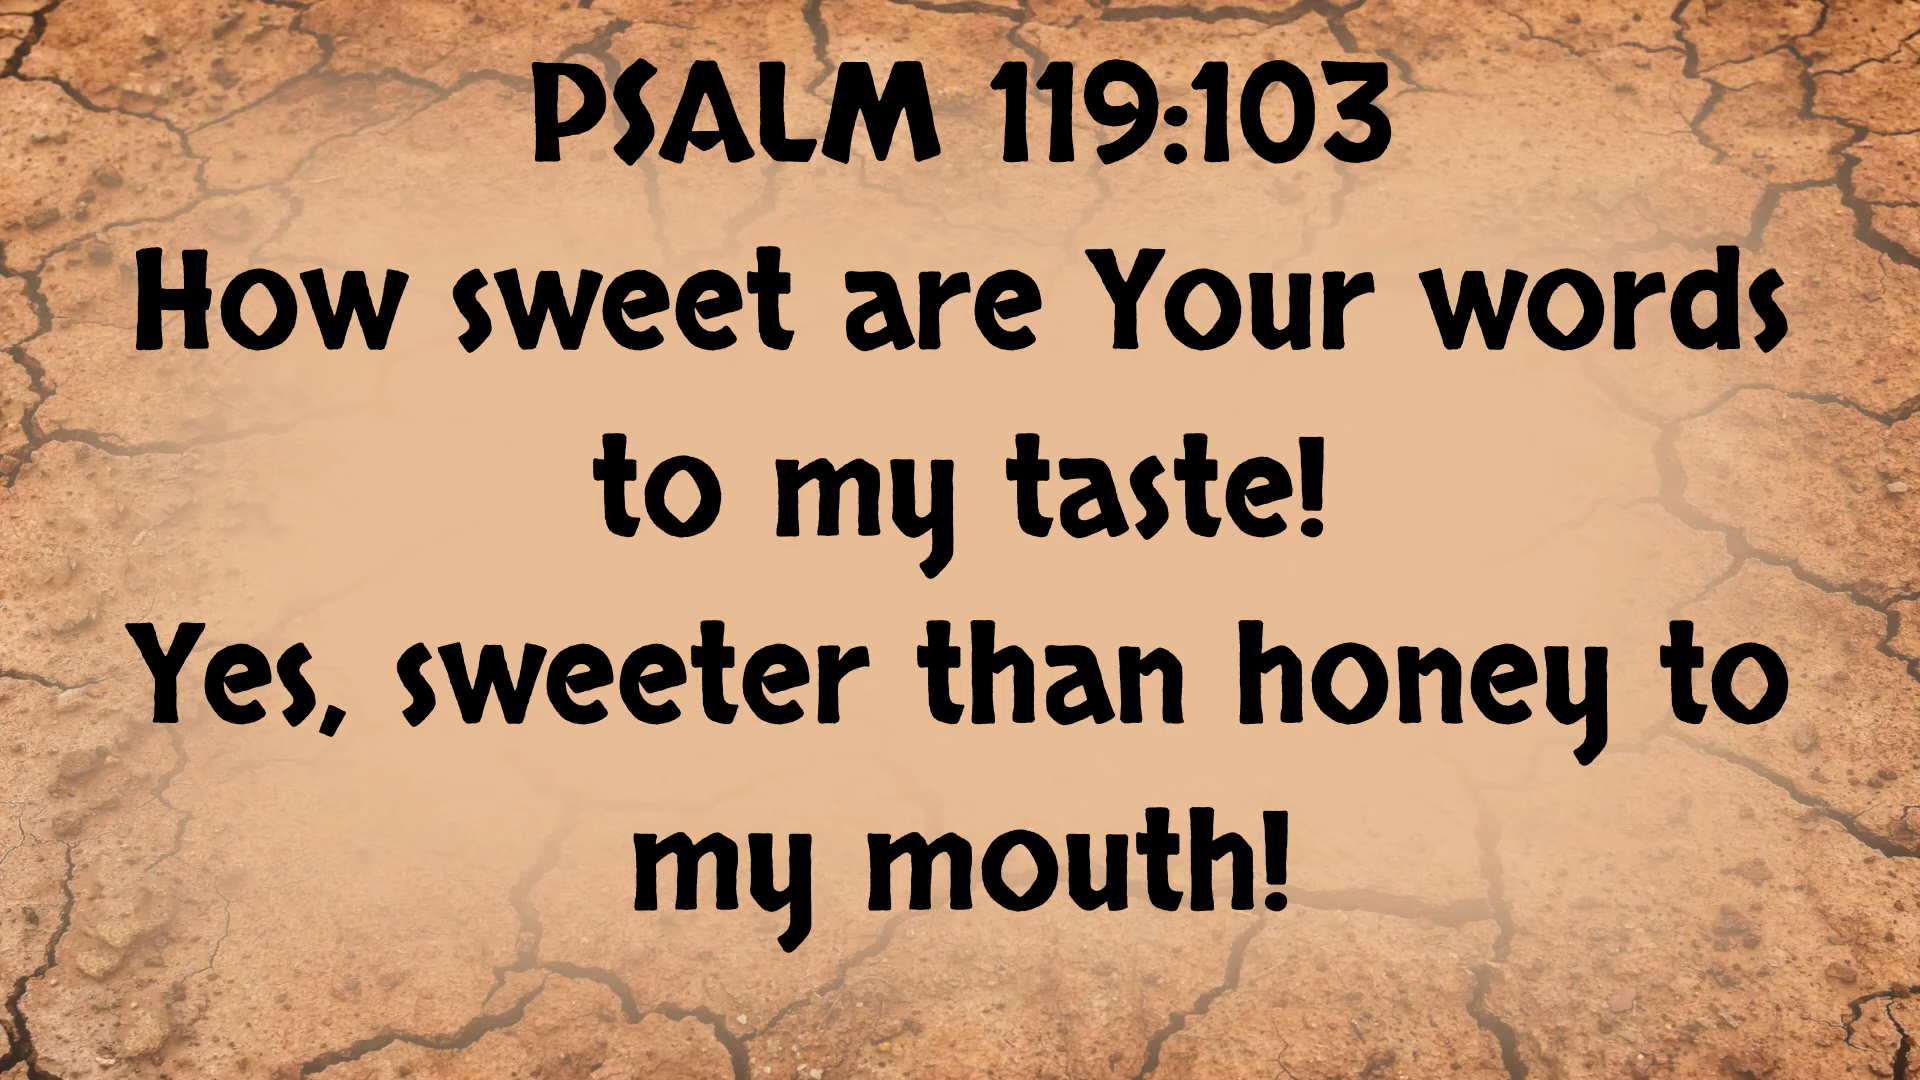 PSALM 119:103
How sweet are Your words
to my taste!
Yes, sweeter than honey to
my mouth!